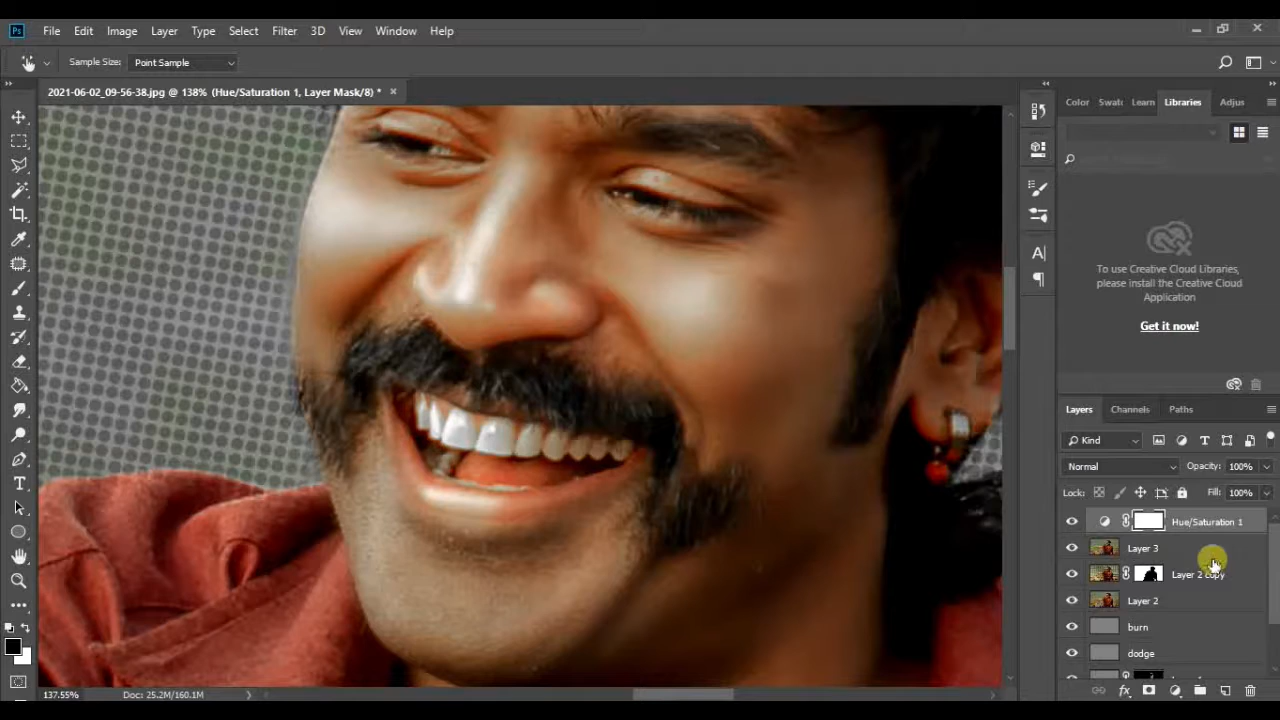 Ps File Edit Image Layer Type Select Filter 3D View Window Help
Sample Size: Point Sample
2021-06-02_09-56-38.jpg @ 138% (Hue/Saturation 1, Layer Mask/8) *
Color Swatc Learn Libraries Adjus
To use Creative Cloud Libraries,
please install the Creative Cloud
Application
Get it now!
Layers Channels Paths
Kind
Normal Opacity: 100%
Lock: Fill: 100%
Hue/Saturation 1
Layer 3
Layer 2 copy
Layer 2
burn
dodge
137.55% Doc: 25.2M/160.1M